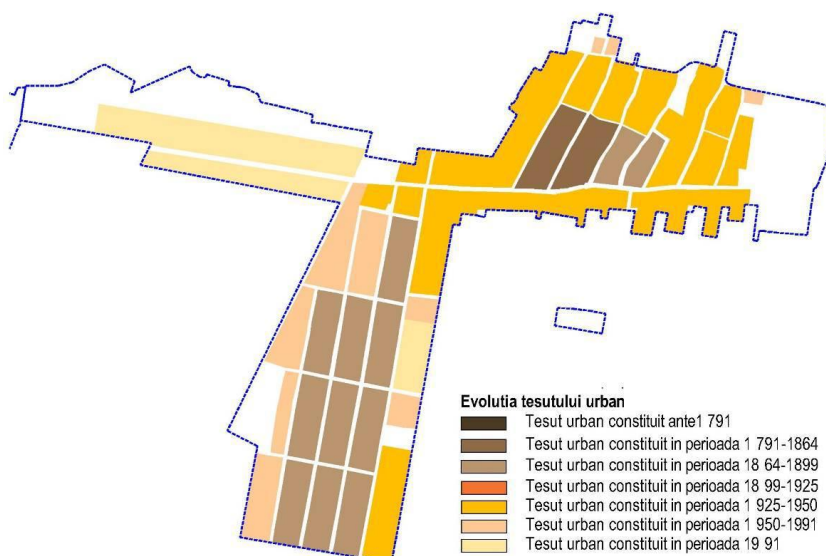 Evolutia tesutului urban
Tesut urban constituit ante1 791
Tesut urban constituit in perioada 1 791-1864
Tesut urban constituit in perioada 18 64-1899
Tesut urban constituit in perioada 18 99-1925
Tesut urban constituit in perioada 1 925-1950
Tesut urban constituit in perioada 1 950-1991
Tesut urban constituit in perioada 19 91